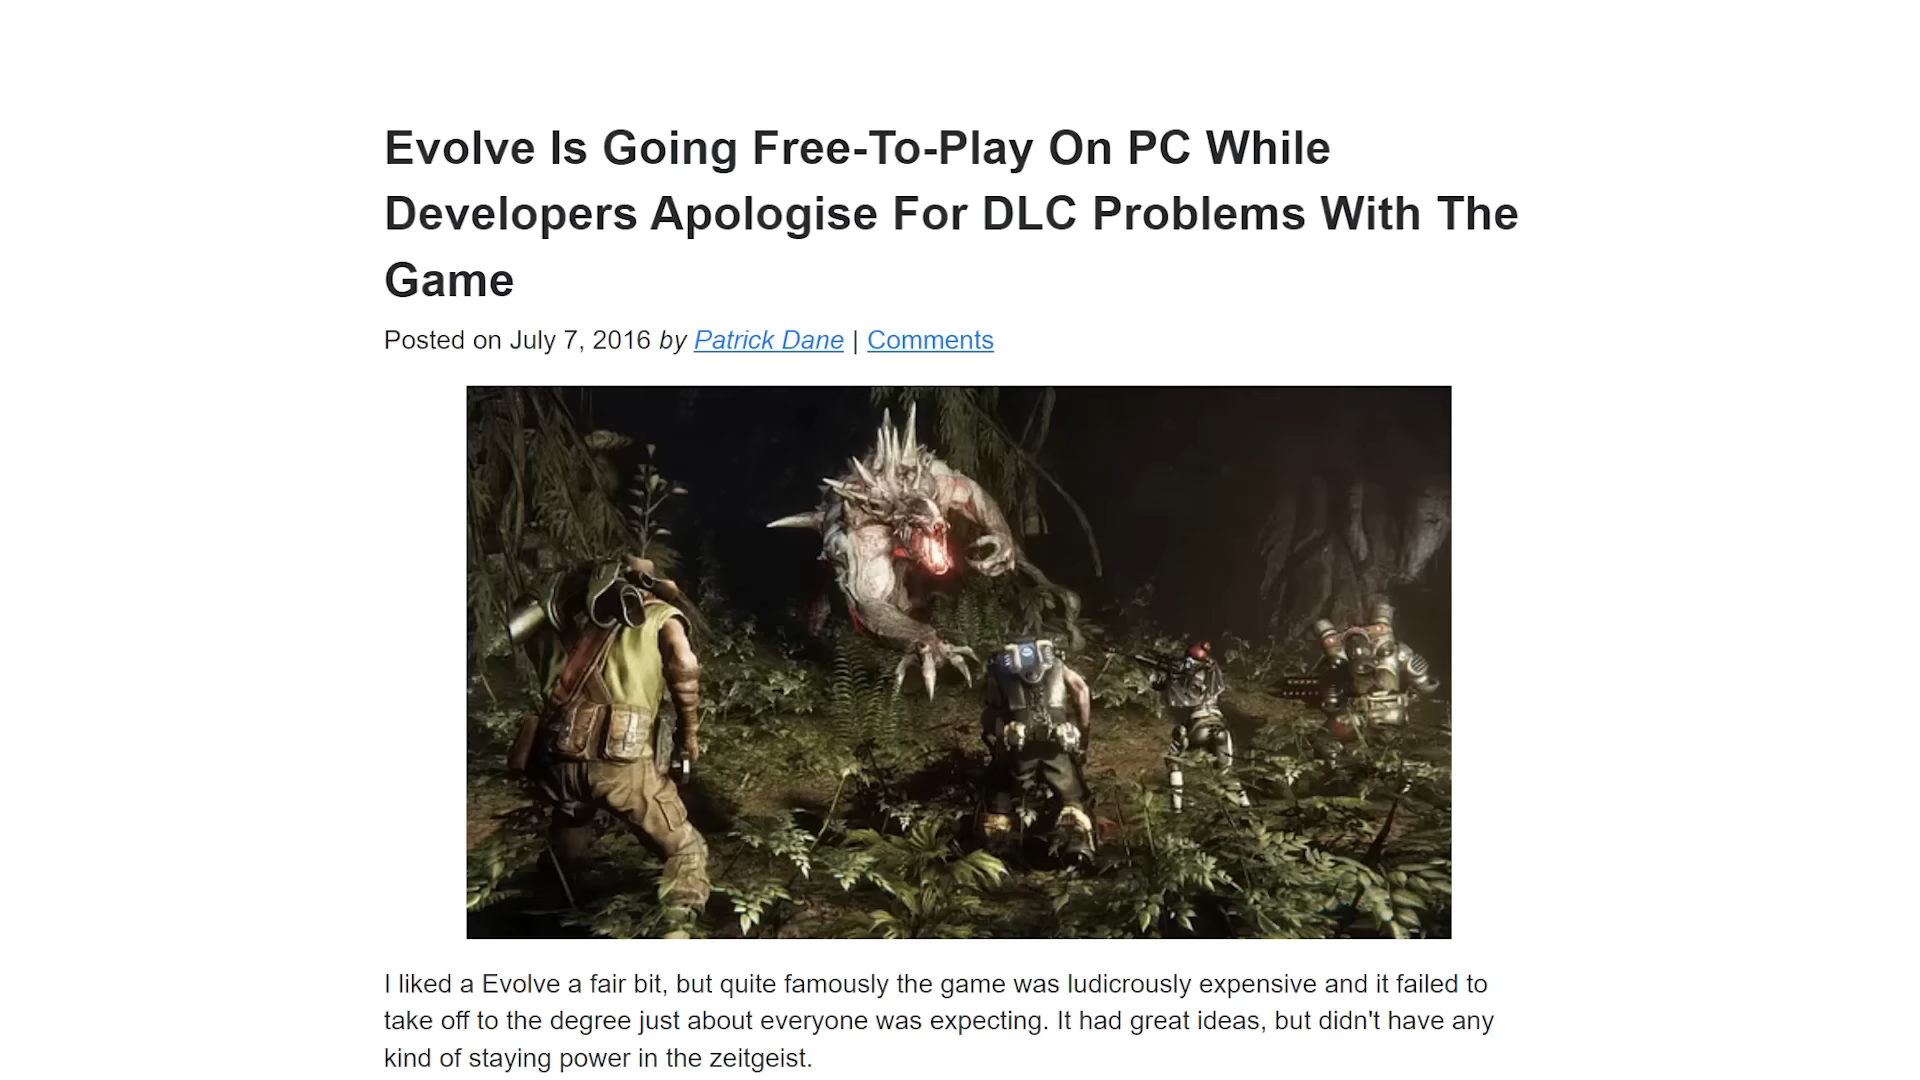 Evolve Is Going Free-To-Play On PC While
Developers Apologise For DLC Problems With The
Game
Posted on July 7, 2016 by Patrick Dane | Comments
I liked a Evolve a fair bit, but quite famously the game was ludicrously expensive and it failed to
take off to the degree just about everyone was expecting. It had great ideas, but didn't have any
kind of staying power in the zeitgeist.